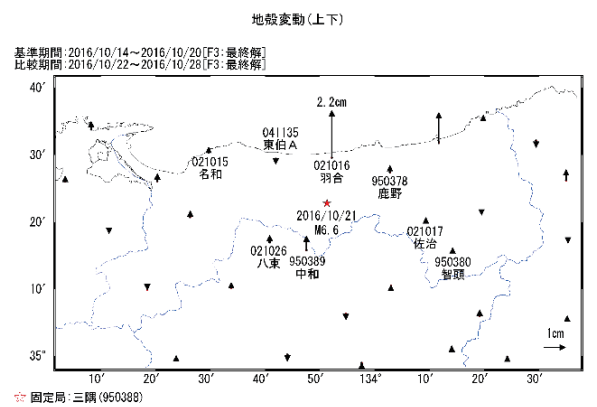 地殻変動(上下)
基準期間:2016/10/14~2016/10/20[F3:最終解]
比較期間:2016/10/22~2016/10/28[F3:最終解]
40'
2.2cm
041135
東伯A
30'
021015
名和
021016
羽合
950378
鹿野
20'
2016/10/21
M6.6
021017
佐治
021026
八東
950389
中和
950380
智頭
10'
1cm
35°
10' 20' 30' 40' 50' 134° 10' 20' 30'
☆ 固定局:三隅(950388)